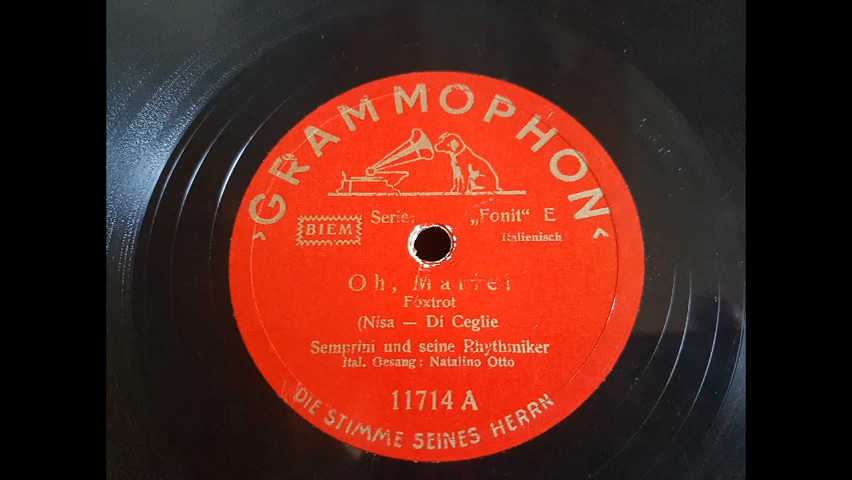 ›GRAMMOPHON‹
BIEM
Serie: „Fonit“ E
Italienisch
Oh, Marie!
Foxtrot
(Nisa — Di Ceglie
Semprini und seine Rhythmiker
Ital. Gesang: Natalino Otto
11714 A
DIE STIMME SEINES HERRN